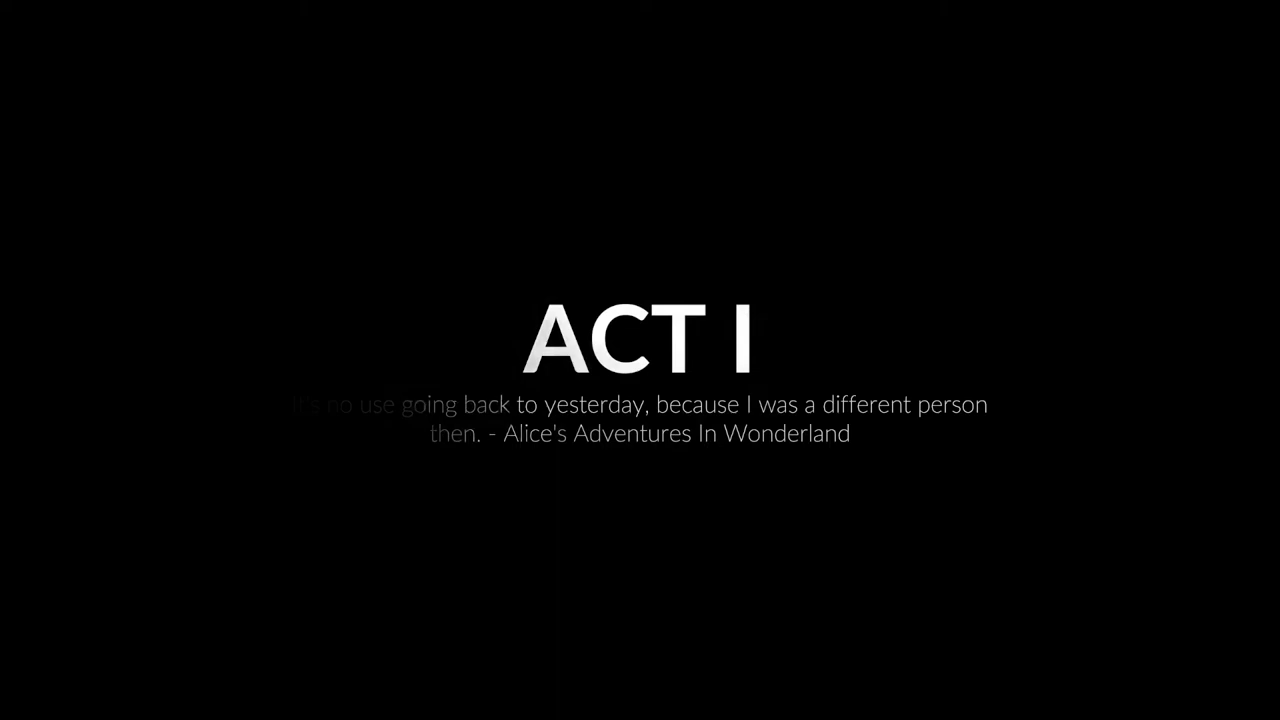 ACT I
It's no use going back to yesterday, because I was a different person
then. - Alice's Adventures In Wonderland